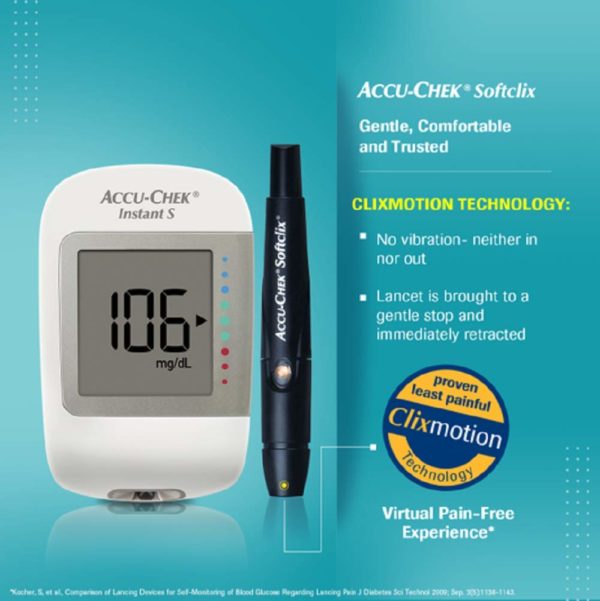 ACCU-CHEK® Instant S
106
mg/dL
ACCU-CHEK® Softclix®
ACCU-CHEK® Softclix
Gentle, Comfortable
and Trusted
CLIXMOTION TECHNOLOGY:
▪ No vibration- neither in
nor out
▪ Lancet is brought to a
gentle stop and
immediately retracted
proven
least painful
Clixmotion
Technology
Virtual Pain-Free
Experience*
*Kocher, S, et al., Comparison of Lancing Devices for Self-Monitoring of Blood Glucose Regarding Lancing Pain J Diabetes Sci Technol 2009; Sep. 3(5):1136-1143.